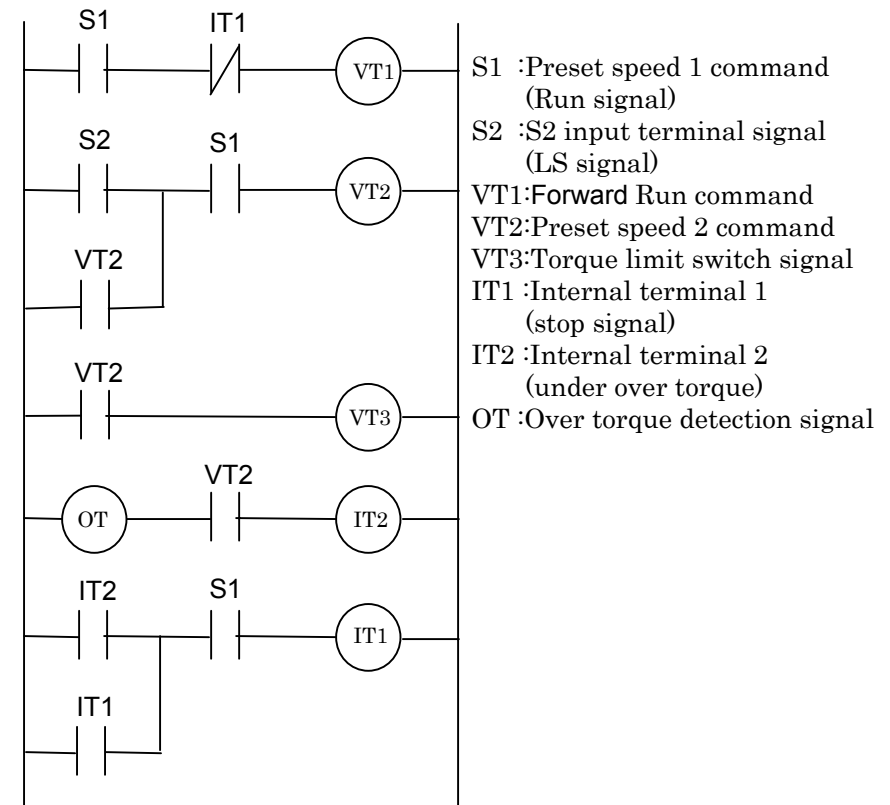 S1 IT1
VT1
S2 S1
VT2
VT2
VT2
VT3
VT2
OT IT2
IT2 S1
IT1
IT1
S1 :Preset speed 1 command
(Run signal)
S2 :S2 input terminal signal
(LS signal)
VT1:Forward Run command
VT2:Preset speed 2 command
VT3:Torque limit switch signal
IT1 :Internal terminal 1
(stop signal)
IT2 :Internal terminal 2
(under over torque)
OT :Over torque detection signal